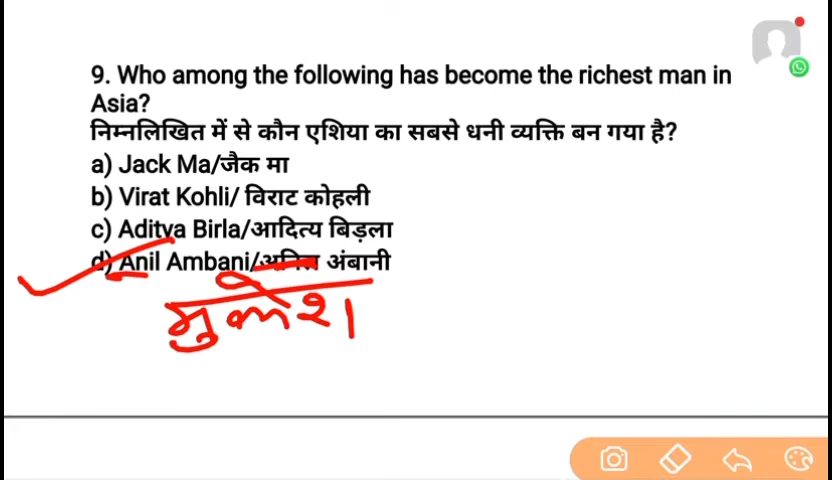 9. Who among the following has become the richest man in
Asia?
निम्नलिखित में से कौन एशिया का सबसे धनी व्यक्ति बन गया है?
a) Jack Ma/जैक मा
b) Virat Kohli/ विराट कोहली
c) Aditya Birla/आदित्य बिड़ला
d) Anil Ambani/अनिल अंबानी
मुकेश